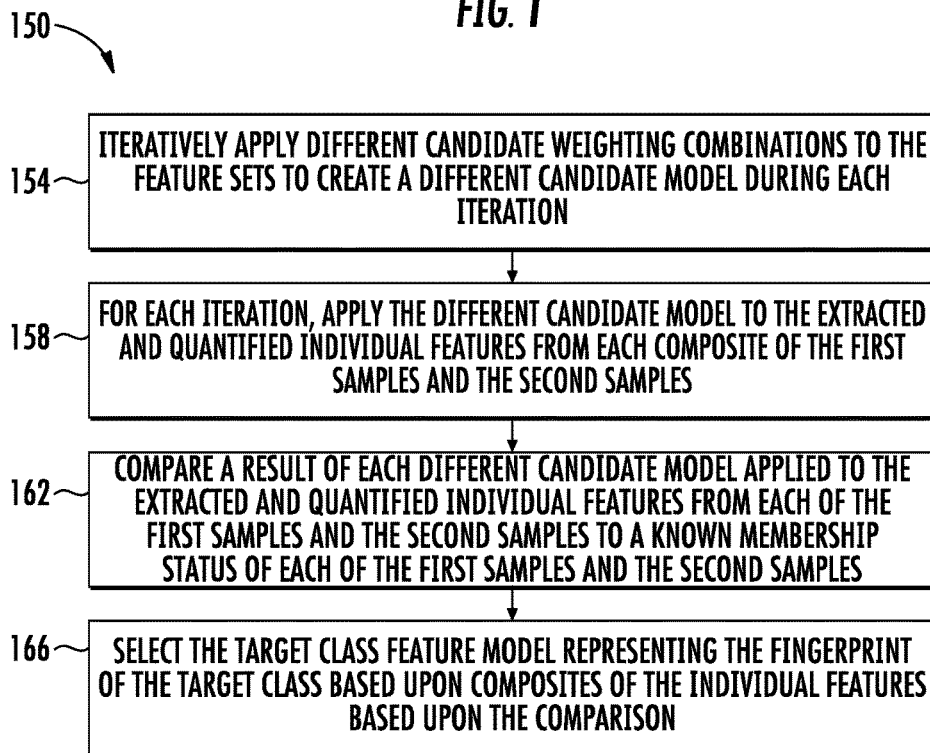 FIG. 1
150
154
ITERATIVELY APPLY DIFFERENT CANDIDATE WEIGHTING COMBINATIONS TO THE
FEATURE SETS TO CREATE A DIFFERENT CANDIDATE MODEL DURING EACH
ITERATION
158
FOR EACH ITERATION, APPLY THE DIFFERENT CANDIDATE MODEL TO THE EXTRACTED
AND QUANTIFIED INDIVIDUAL FEATURES FROM EACH COMPOSITE OF THE FIRST
SAMPLES AND THE SECOND SAMPLES
162
COMPARE A RESULT OF EACH DIFFERENT CANDIDATE MODEL APPLIED TO THE
EXTRACTED AND QUANTIFIED INDIVIDUAL FEATURES FROM EACH OF THE
FIRST SAMPLES AND THE SECOND SAMPLES TO A KNOWN MEMBERSHIP
STATUS OF EACH OF THE FIRST SAMPLES AND THE SECOND SAMPLES
166
SELECT THE TARGET CLASS FEATURE MODEL REPRESENTING THE FINGERPRINT
OF THE TARGET CLASS BASED UPON COMPOSITES OF THE INDIVIDUAL FEATURES
BASED UPON THE COMPARISON